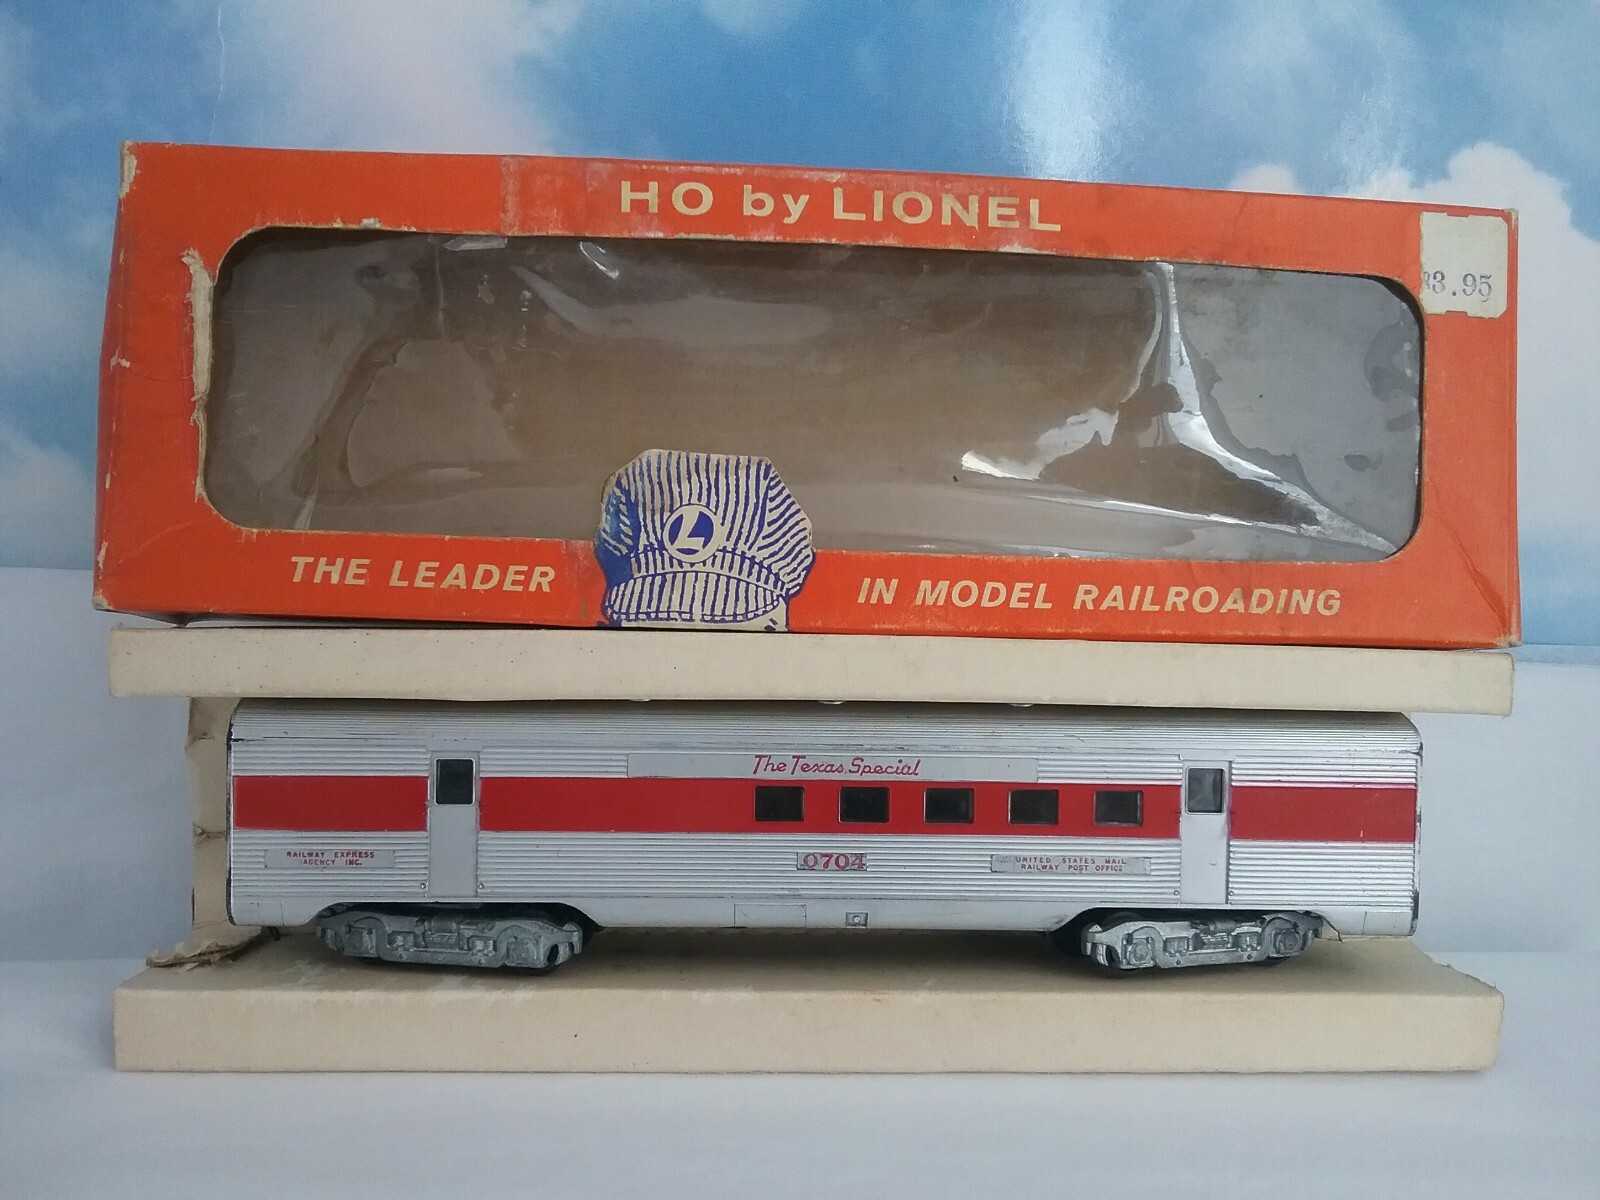 HO by LIONEL
3.95
L
THE LEADER IN MODEL RAILROADING
The Texas Special
RAILWAY EXPRESS
AGENCY INC.
0704
UNITED STATES MAIL
RAILWAY POST OFFICE